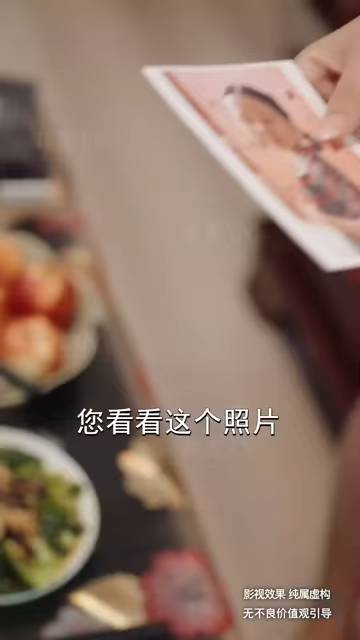 您看看这个照片
影视效果 纯属虚构
无不良价值观引导